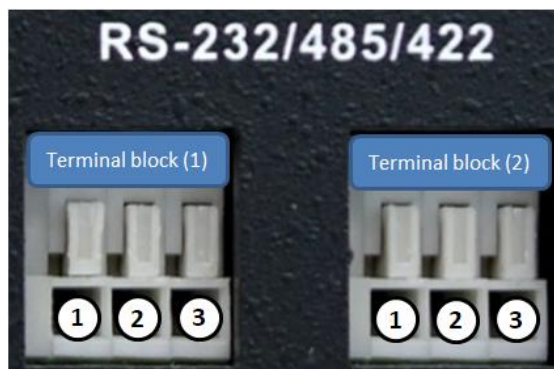 RS-232/485/422
Terminal block (1) Terminal block (2)
1 2 3 1 2 3